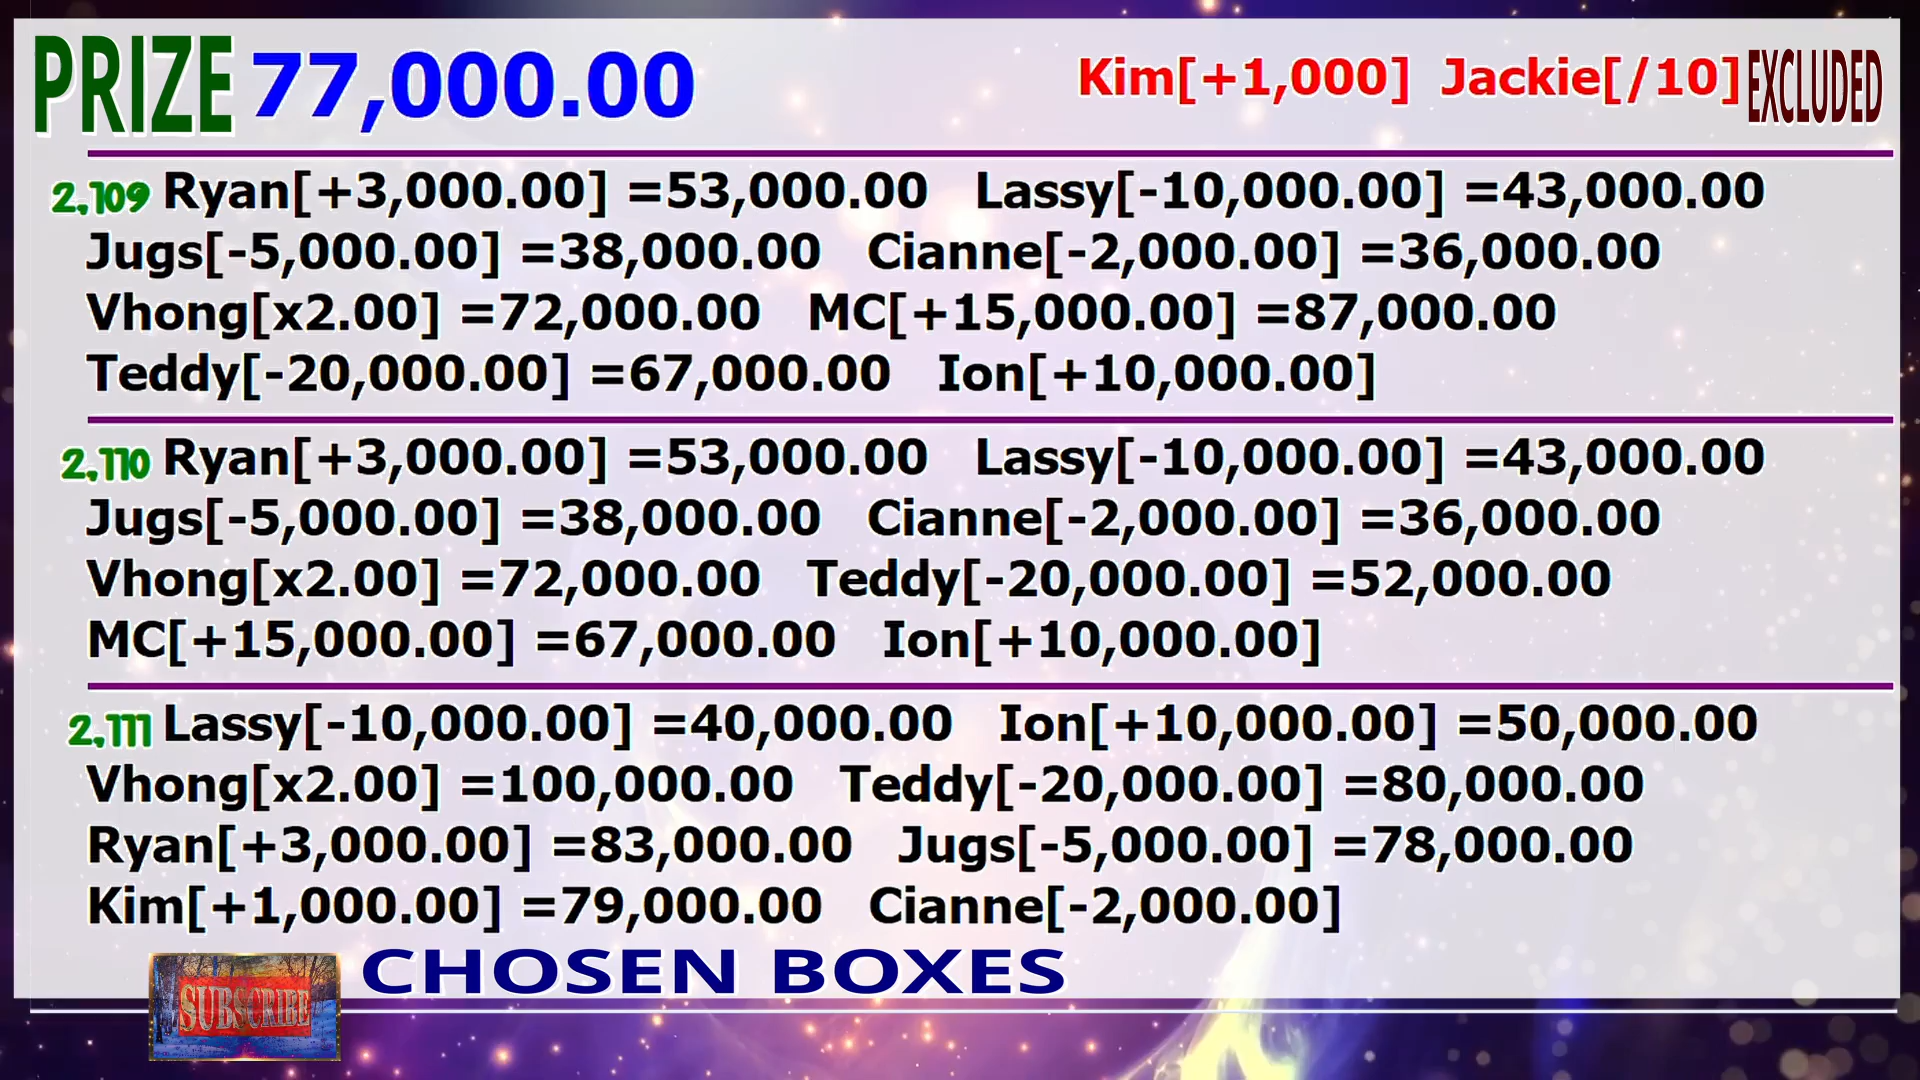 PRIZE 77,000.00 Kim[+1,000] Jackie[/10] EXCLUDED
2,109 Ryan[+3,000.00] =53,000.00 Lassy[-10,000.00] =43,000.00
Jugs[-5,000.00] =38,000.00 Cianne[-2,000.00] =36,000.00
Vhong[x2.00] =72,000.00 MC[+15,000.00] =87,000.00
Teddy[-20,000.00] =67,000.00 Ion[+10,000.00]
2,110 Ryan[+3,000.00] =53,000.00 Lassy[-10,000.00] =43,000.00
Jugs[-5,000.00] =38,000.00 Cianne[-2,000.00] =36,000.00
Vhong[x2.00] =72,000.00 Teddy[-20,000.00] =52,000.00
MC[+15,000.00] =67,000.00 Ion[+10,000.00]
2,111 Lassy[-10,000.00] =40,000.00 Ion[+10,000.00] =50,000.00
Vhong[x2.00] =100,000.00 Teddy[-20,000.00] =80,000.00
Ryan[+3,000.00] =83,000.00 Jugs[-5,000.00] =78,000.00
Kim[+1,000.00] =79,000.00 Cianne[-2,000.00]
CHOSEN BOXES
SUBSCRIBE